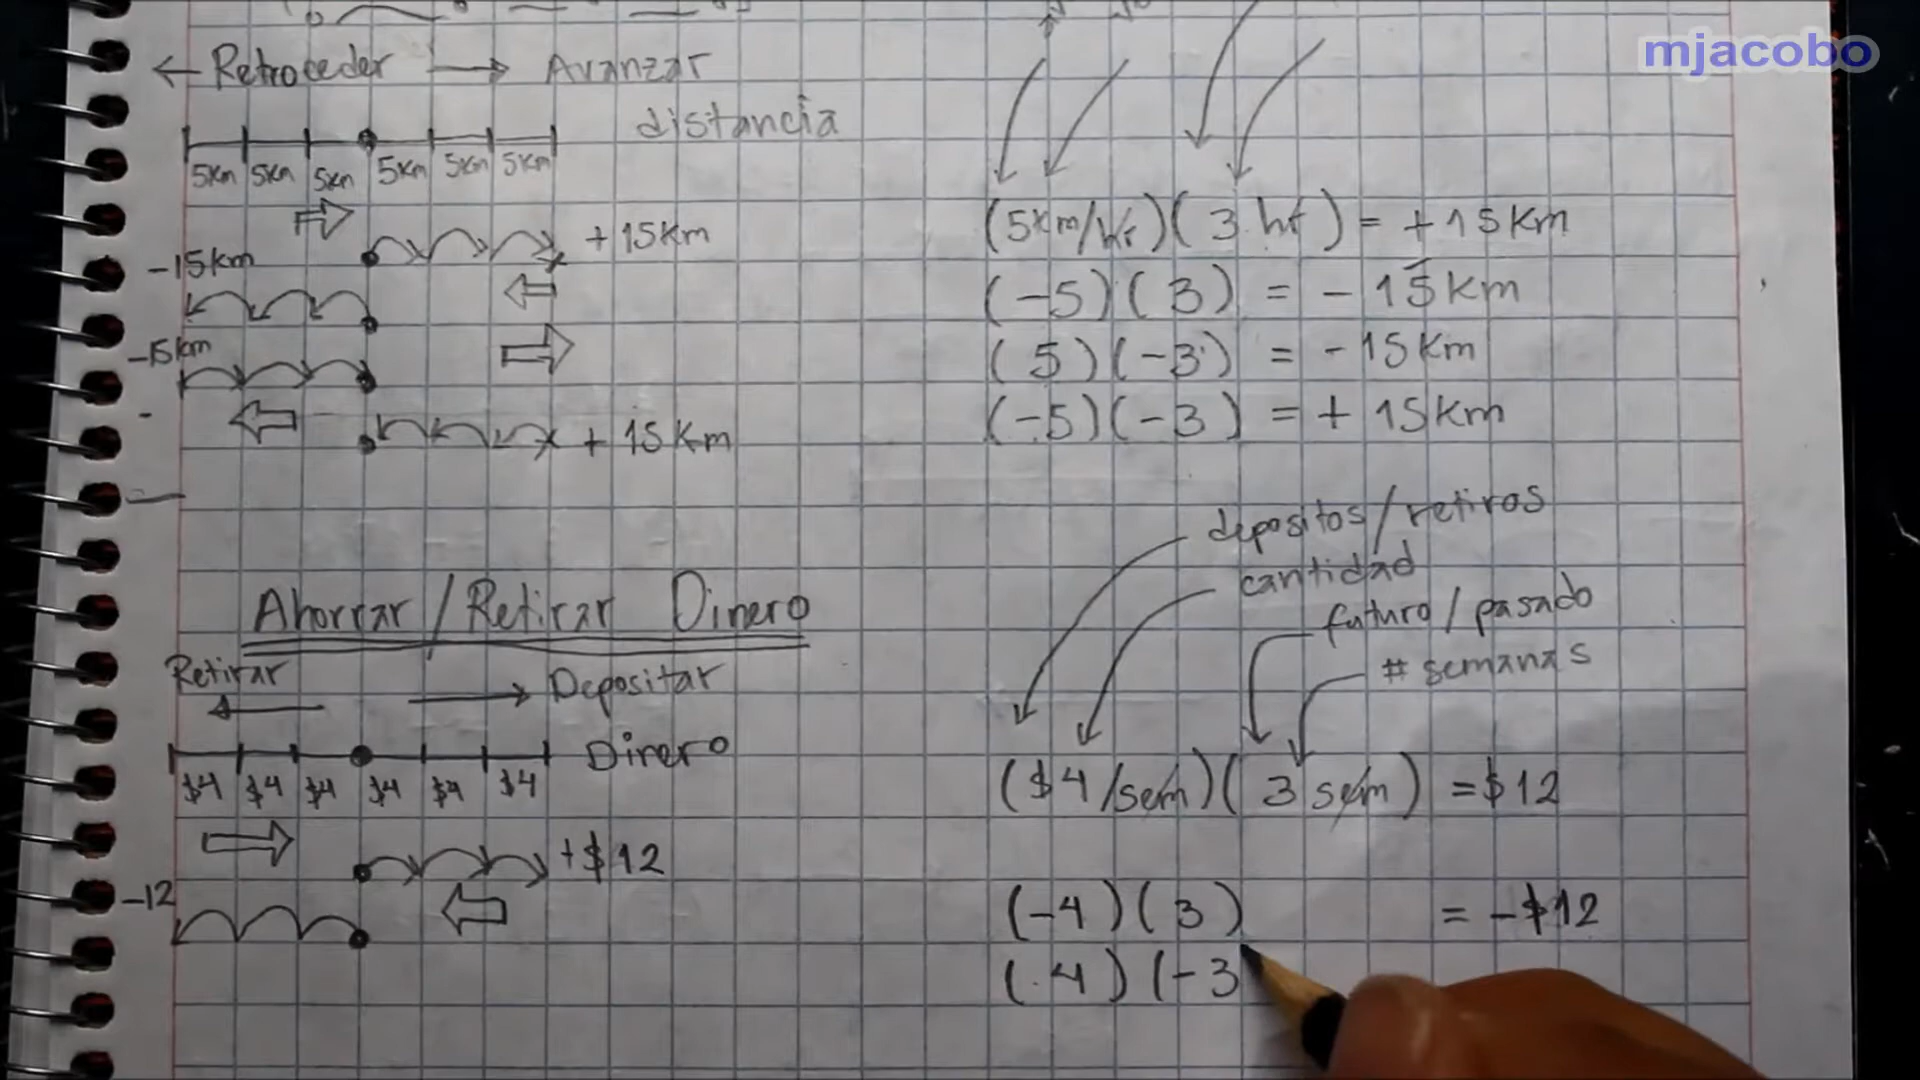 mjacobo
← Retroceder → Avanzar
distancia
5km 5km 5km 5km 5km 5km
+15km
-15km
-15km
+ 15km
(5km/hr)( 3 hr ) = +15km
(-5)( 3 ) = - 15km
( 5 )(-3) = - 15km
(-5)(-3) = + 15km
depositos/retiros
cantidad
futuro/pasado
# semanas
Ahorrar/Retirar Dinero
Retirar
←
→ Depositar
Dinero
$4 $4 $4 $4 $4 $4
+$12
-12
($4/sem)( 3 sem ) =$12
(-4)( 3 ) = -$12
( 4 )(-3